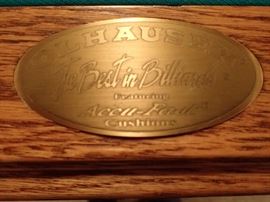 OLHAUSEN
The Best in Billiards
Featuring
Accu-Fast
Cushions